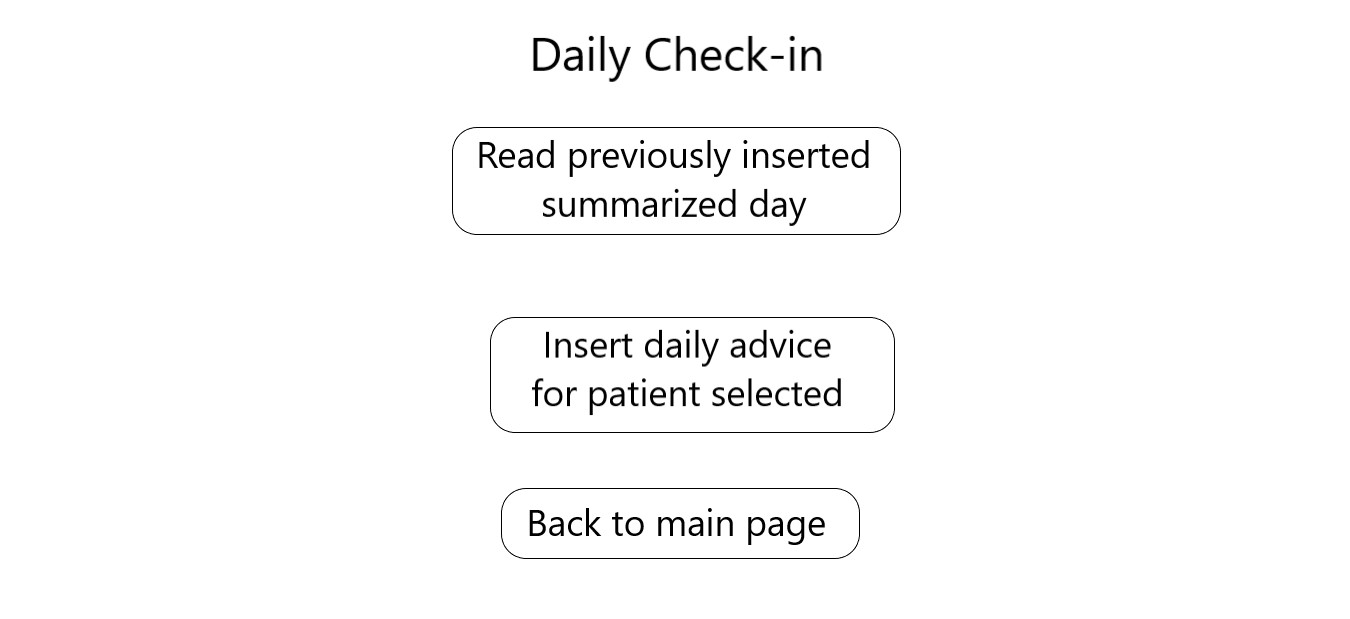 Daily Check-in
Read previously inserted
summarized day
Insert daily advice
for patient selected
Back to main page